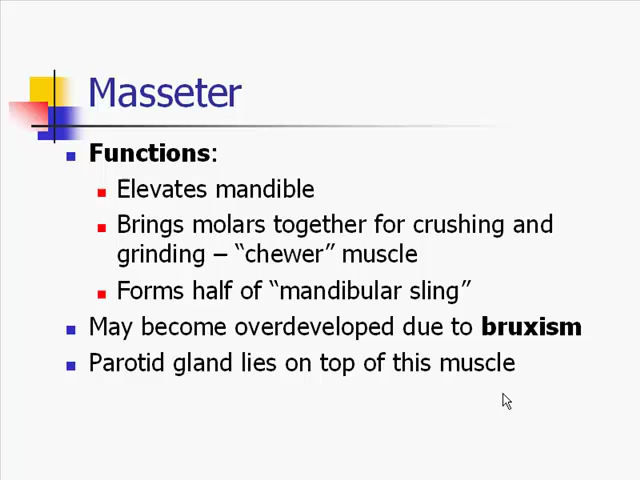 Masseter
Functions:
Elevates mandible
Brings molars together for crushing and
grinding – “chewer” muscle
Forms half of “mandibular sling”
May become overdeveloped due to bruxism
Parotid gland lies on top of this muscle